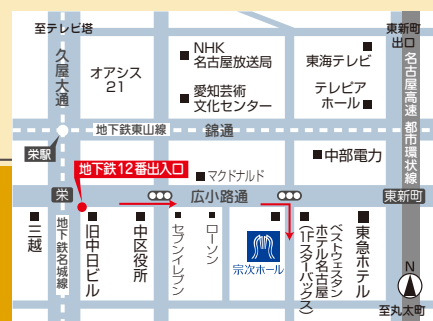 至テレビ塔
東新町
出口
久屋大通
オアシス
21
NHK
名古屋放送局
愛知芸術
文化センター
東海テレビ
テレピア
ホール
名古屋高速 都市環状線
地下鉄東山線
錦通
栄駅
中部電力
地下鉄12番出入口
マクドナルド
栄
広小路通
東新町
三越
地下鉄名城線
旧中日ビル
中区役所
セブンイレブン
ローソン
宗次ホール
ベストウェスタン
ホテル名古屋
(1Fスターバックス)
東急ホテル
N
至丸太町